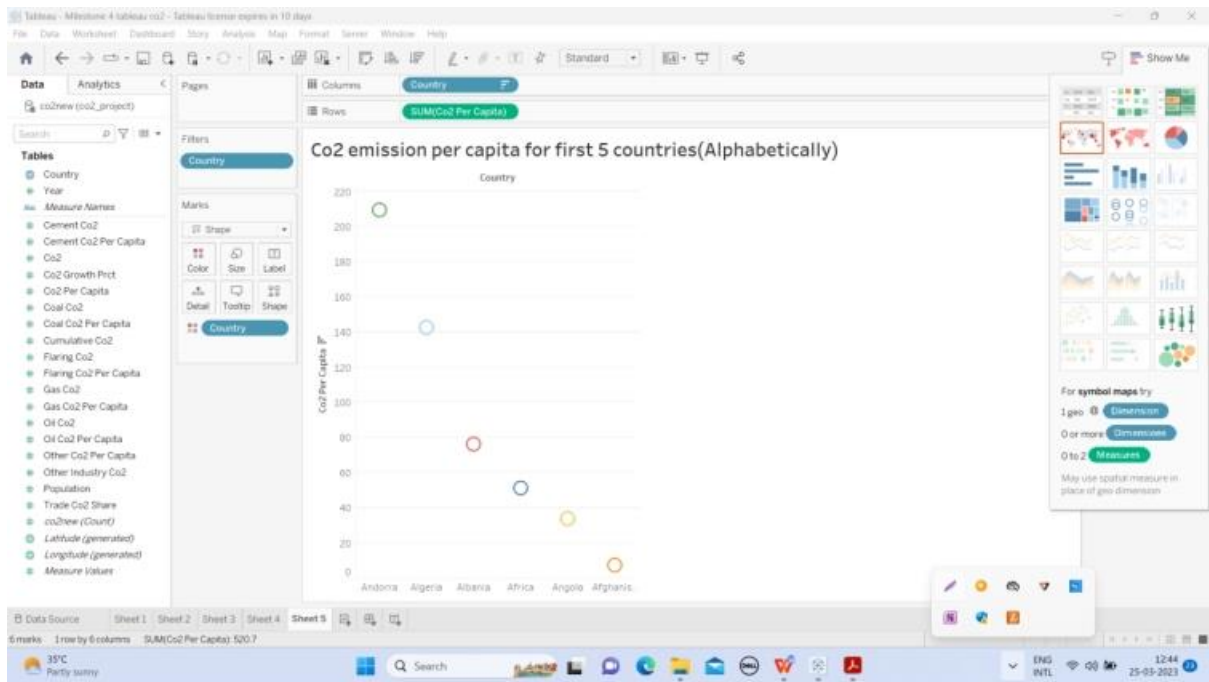 Tableau - Milestone 4 tableau co2 - Tableau license expires in 10 days
File Data Worksheet Dashboard Story Analysis Map Format Server Window Help
Standard
Show Me
Data Analytics
co2new (co2_project)
Search
Tables
Country
Year
Abc Measure Names
Cement Co2
Cement Co2 Per Capita
Co2
Co2 Growth Prct
Co2 Per Capita
Coal Co2
Coal Co2 Per Capita
Cumulative Co2
Flaring Co2
Flaring Co2 Per Capita
Gas Co2
Gas Co2 Per Capita
Oil Co2
Oil Co2 Per Capita
Other Co2 Per Capita
Other Industry Co2
Population
Trade Co2 Share
co2new (Count)
Latitude (generated)
Longitude (generated)
Measure Values
Pages
Filters
Country
Marks
Shape
Color Size Label
Detail Tooltip Shape
Country
Columns Country
Rows SUM(Co2 Per Capita)
Co2 emission per capita for first 5 countries(Alphabetically)
Country
Co2 Per Capita
220
200
180
160
140
120
100
80
60
40
20
0
Andorra Algeria Albania Africa Angola Afghanis..
For symbol maps try
1 geo Dimension
0 or more Dimensions
0 to 2 Measures
May use spatial measure in
place of geo dimension
Data Source Sheet 1 Sheet 2 Sheet 3 Sheet 4 Sheet 5
6 marks 1 row by 6 columns SUM(Co2 Per Capita): 520.7
35°C
Partly sunny
Search
ENG
INTL
12:44
25-03-2023